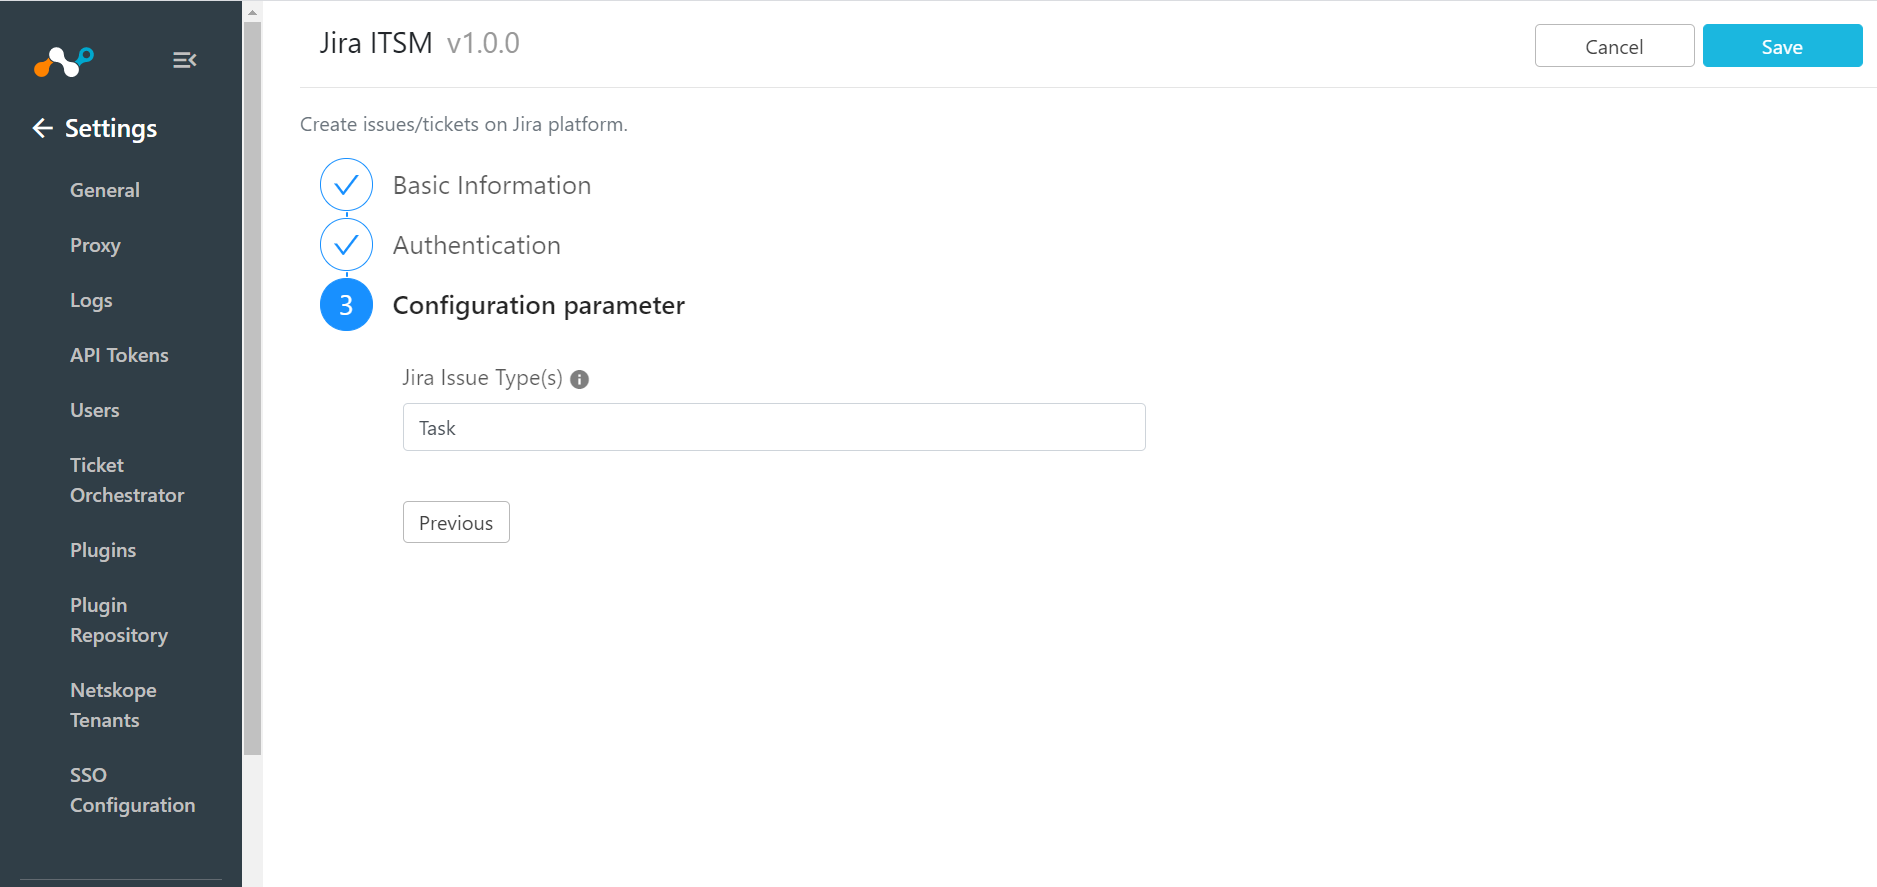 Settings
General
Proxy
Logs
API Tokens
Users
Ticket
Orchestrator
Plugins
Plugin
Repository
Netskope
Tenants
SSO
Configuration
Jira ITSM v1.0.0
Cancel
Save
Create issues/tickets on Jira platform.
Basic Information
Authentication
3 Configuration parameter
Jira Issue Type(s)
Task
Previous